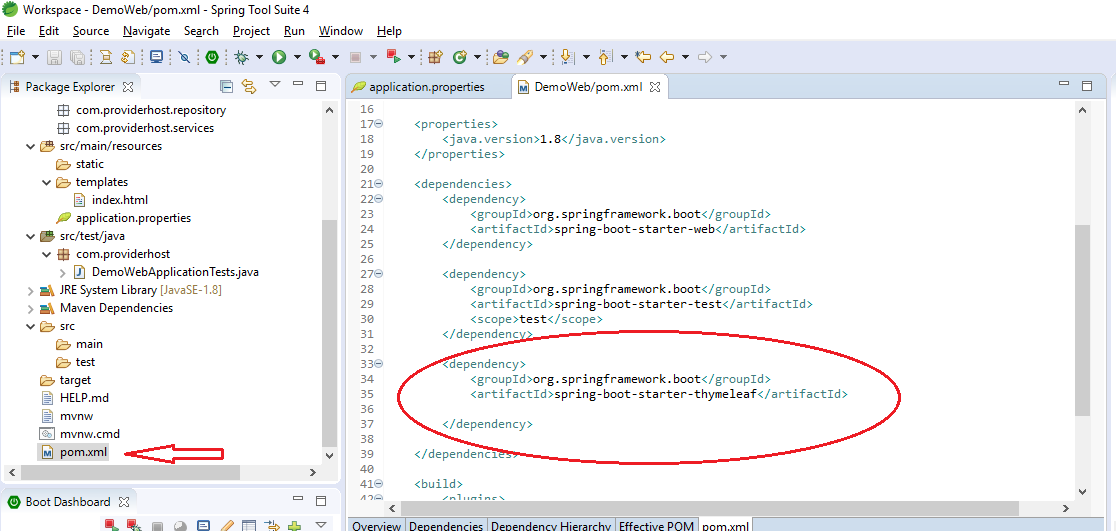 Workspace - DemoWeb/pom.xml - Spring Tool Suite 4
File Edit Source Navigate Search Project Run Window Help
Package Explorer
com.providerhost.repository
com.providerhost.services
src/main/resources
static
templates
index.html
application.properties
src/test/java
com.providerhost
DemoWebApplicationTests.java
JRE System Library [JavaSE-1.8]
Maven Dependencies
src
main
test
target
HELP.md
mvnw
mvnw.cmd
pom.xml
Boot Dashboard
application.properties
DemoWeb/pom.xml
16
17 <properties>
18 <java.version>1.8</java.version>
19 </properties>
20
21 <dependencies>
22 <dependency>
23 <groupId>org.springframework.boot</groupId>
24 <artifactId>spring-boot-starter-web</artifactId>
25 </dependency>
26
27 <dependency>
28 <groupId>org.springframework.boot</groupId>
29 <artifactId>spring-boot-starter-test</artifactId>
30 <scope>test</scope>
31 </dependency>
32
33 <dependency>
34 <groupId>org.springframework.boot</groupId>
35 <artifactId>spring-boot-starter-thymeleaf</artifactId>
36
37 </dependency>
38
39 </dependencies>
40
41 <build>
42 <plugins>
Overview Dependencies Dependency Hierarchy Effective POM pom.xml